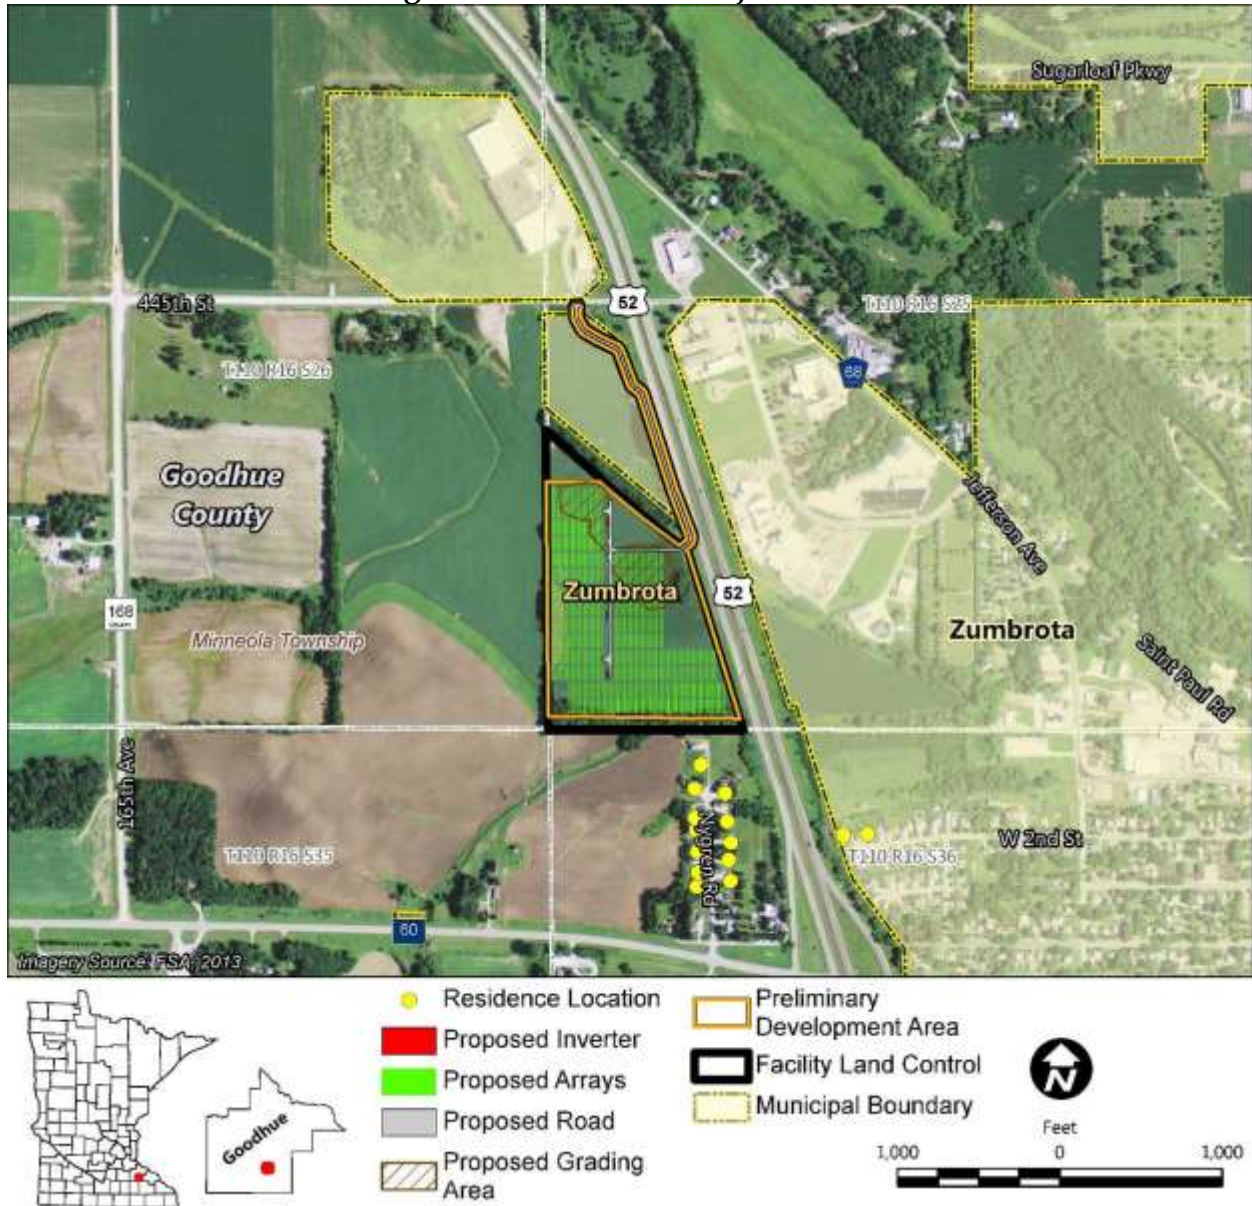 Sugarloaf Pkwy
445th St
52
T110 R16 S25
T110 R16 S26
68
Goodhue
County
Jefferson Ave
Zumbrota
52
168
Minneola Township
Zumbrota
Saint Paul Rd
165th Ave
Nygren Rd
W 2nd St
T110 R16 S35
T110 R16 S36
60
Imagery Source: FSA, 2013
Residence Location
Proposed Inverter
Proposed Arrays
Proposed Road
Proposed Grading
Area
Preliminary
Development Area
Facility Land Control
Municipal Boundary
Goodhue
N
Feet
1,000 0 1,000